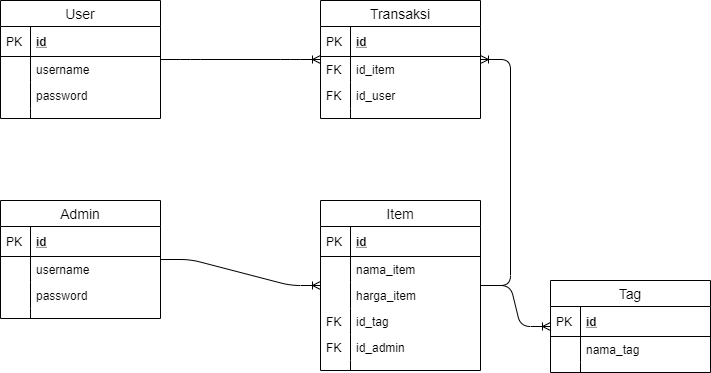 User
PK id
username
password
Transaksi
PK id
FK id_item
FK id_user
Admin
PK id
username
password
Item
PK id
nama_item
harga_item
FK id_tag
FK id_admin
Tag
PK id
nama_tag